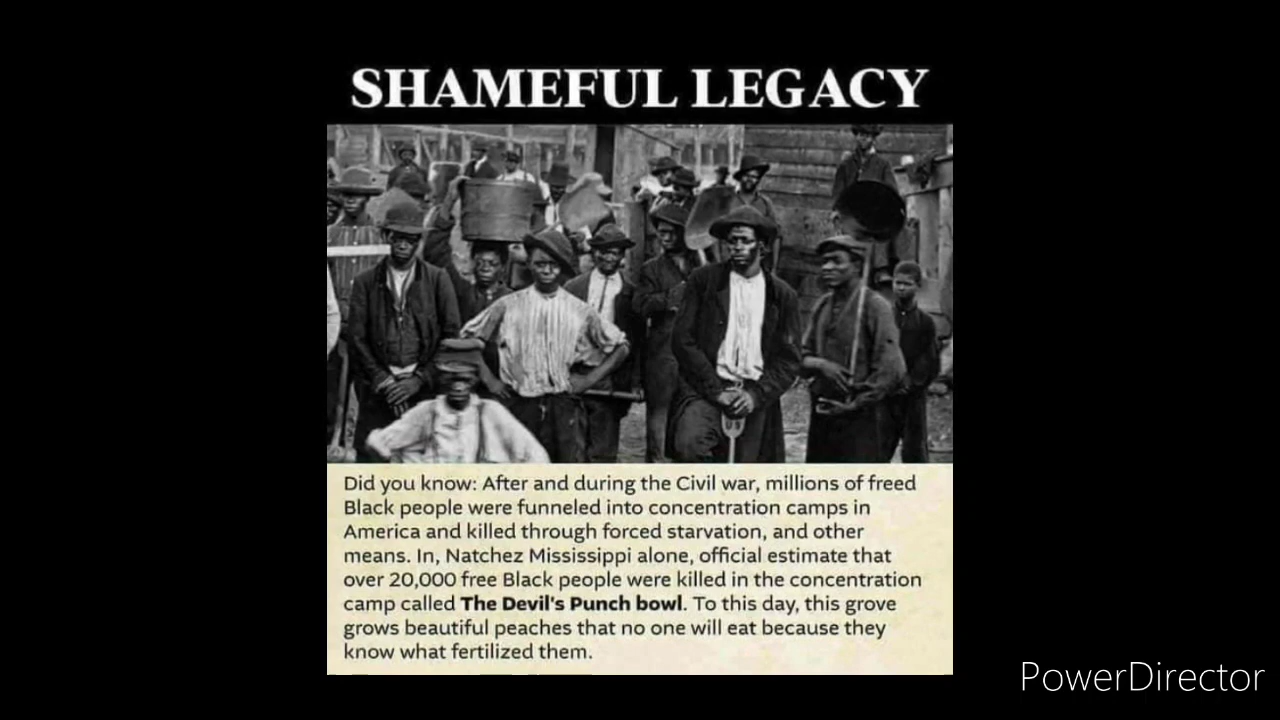 SHAMEFUL LEGACY
Did you know: After and during the Civil war, millions of freed
Black people were funneled into concentration camps in
America and killed through forced starvation, and other
means. In, Natchez Mississippi alone, official estimate that
over 20,000 free Black people were killed in the concentration
camp called The Devil's Punch bowl. To this day, this grove
grows beautiful peaches that no one will eat because they
know what fertilized them.
PowerDirector